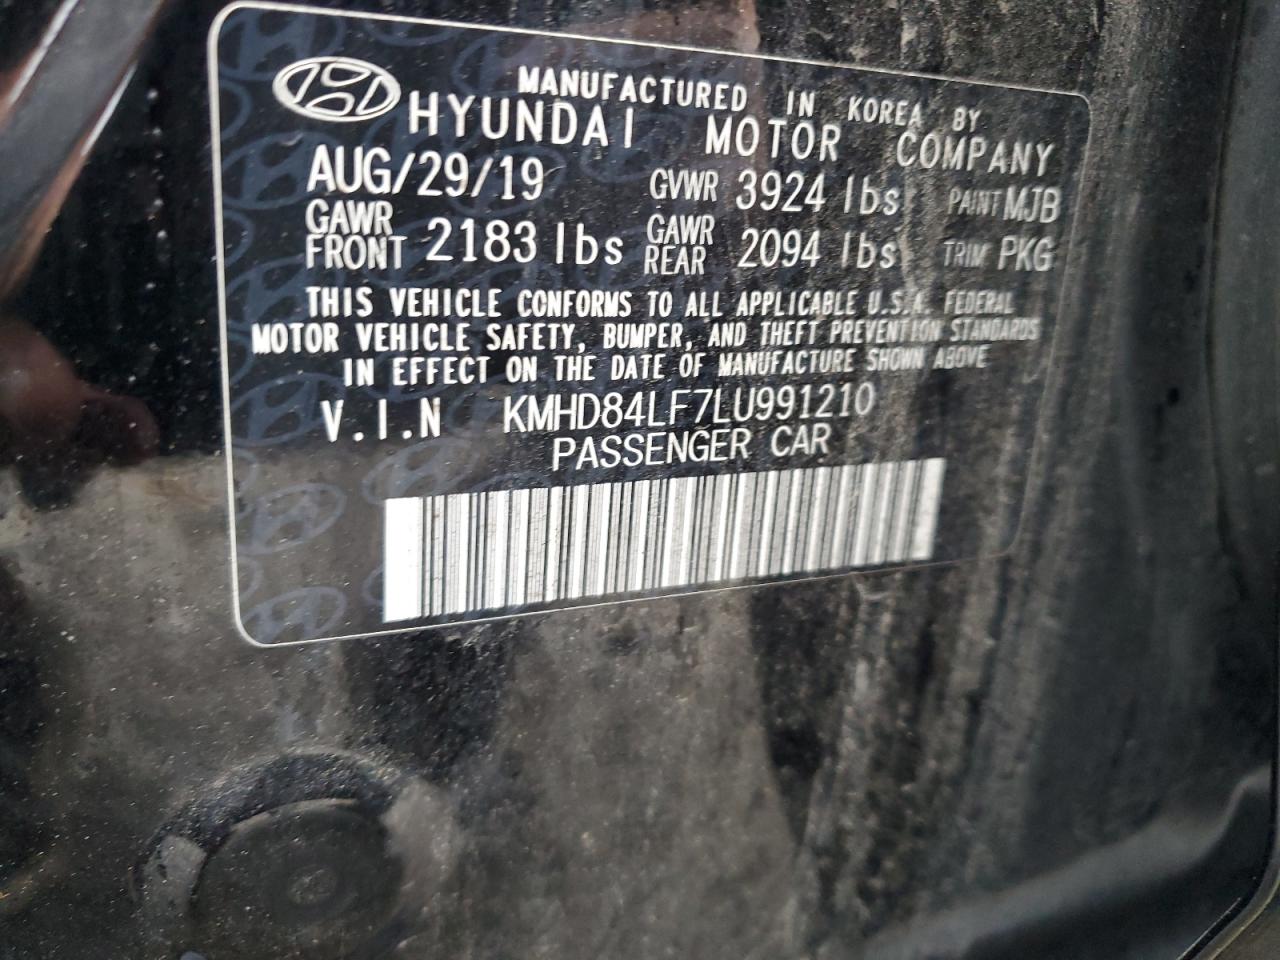 MANUFACTURED IN KOREA BY
HYUNDAI MOTOR COMPANY
AUG/29/19 GVWR 3924 lbs PAINT MJB
GAWR FRONT 2183 lbs GAWR REAR 2094 lbs TRIM PKG
THIS VEHICLE CONFORMS TO ALL APPLICABLE U.S.A. FEDERAL
MOTOR VEHICLE SAFETY, BUMPER, AND THEFT PREVENTION STANDARDS
IN EFFECT ON THE DATE OF MANUFACTURE SHOWN ABOVE
V.I.N KMHD84LF7LU991210
PASSENGER CAR